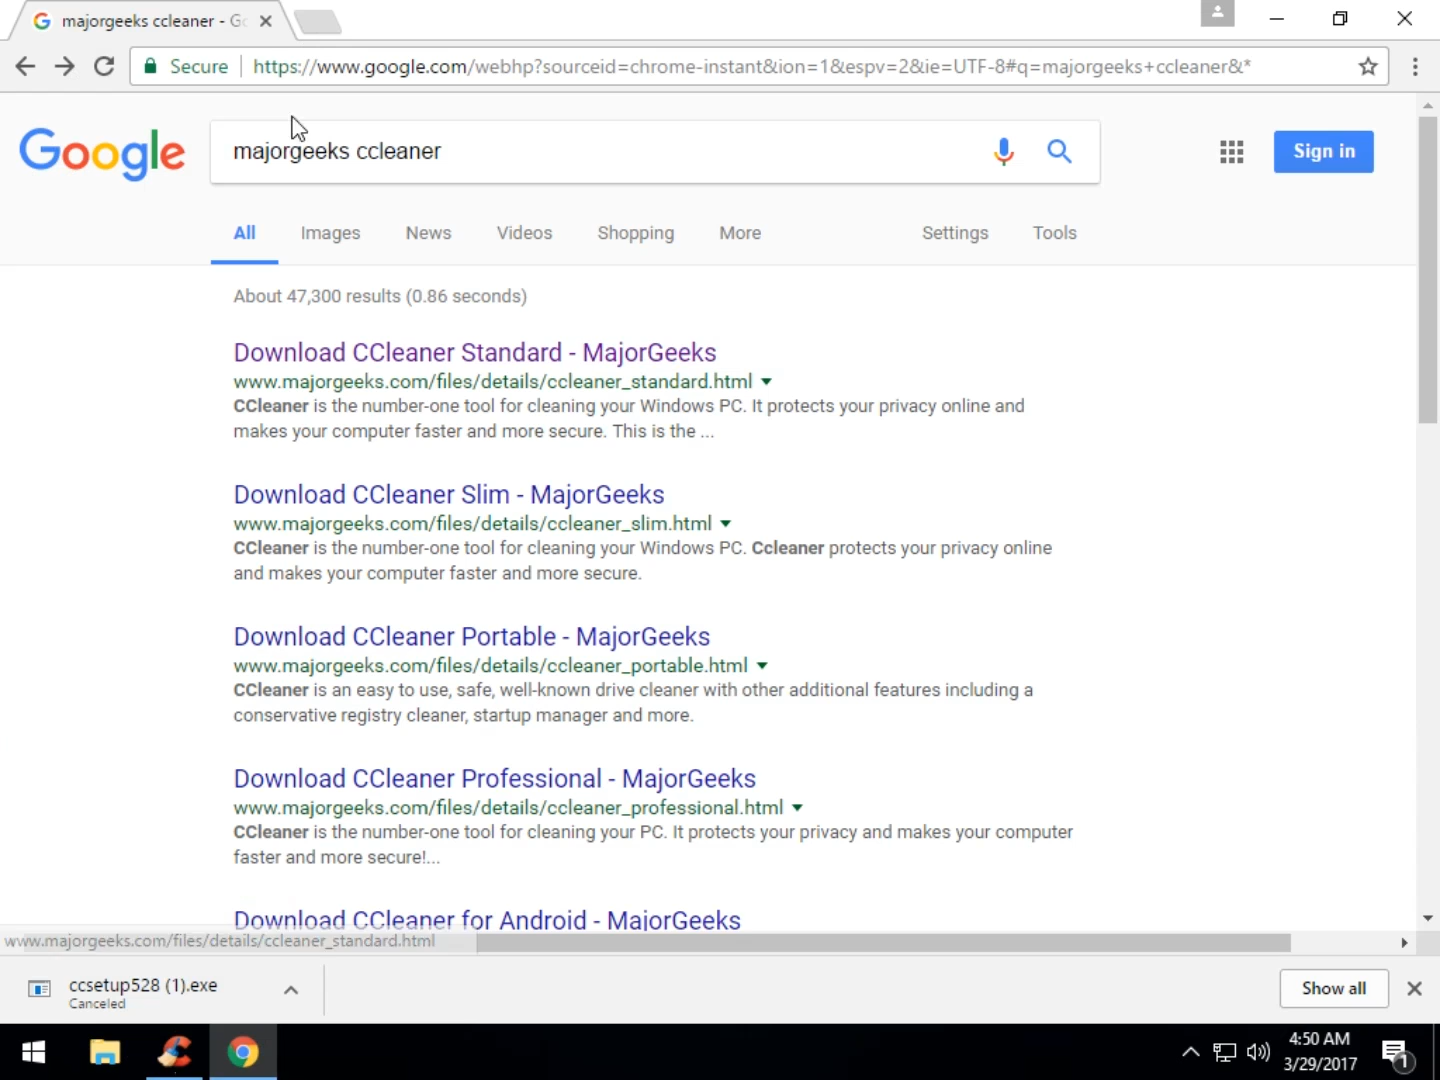 majorgeeks ccleaner - Go
Secure https://www.google.com/webhp?sourceid=chrome-instant&ion=1&espv=2&ie=UTF-8#q=majorgeeks+ccleaner&*
Google majorgeeks ccleaner Sign in
All Images News Videos Shopping More Settings Tools
About 47,300 results (0.86 seconds)
Download CCleaner Standard - MajorGeeks
www.majorgeeks.com/files/details/ccleaner_standard.html
CCleaner is the number-one tool for cleaning your Windows PC. It protects your privacy online and
makes your computer faster and more secure. This is the ...
Download CCleaner Slim - MajorGeeks
www.majorgeeks.com/files/details/ccleaner_slim.html
CCleaner is the number-one tool for cleaning your Windows PC. Ccleaner protects your privacy online
and makes your computer faster and more secure.
Download CCleaner Portable - MajorGeeks
www.majorgeeks.com/files/details/ccleaner_portable.html
CCleaner is an easy to use, safe, well-known drive cleaner with other additional features including a
conservative registry cleaner, startup manager and more.
Download CCleaner Professional - MajorGeeks
www.majorgeeks.com/files/details/ccleaner_professional.html
CCleaner is the number-one tool for cleaning your PC. It protects your privacy and makes your computer
faster and more secure!...
Download CCleaner for Android - MajorGeeks
www.majorgeeks.com/files/details/ccleaner_standard.html
ccsetup528 (1).exe
Canceled
Show all
4:50 AM
3/29/2017
1